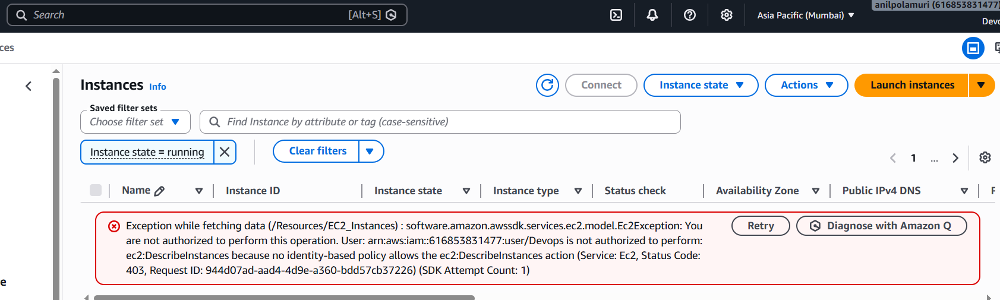 anilpolamuri (616853831477)
Search [Alt+S] Asia Pacific (Mumbai)
Instances Info Connect Instance state Actions Launch instances
Saved filter sets
Choose filter set Find Instance by attribute or tag (case-sensitive)
Instance state = running Clear filters
1 ...
Name Instance ID Instance state Instance type Status check Availability Zone Public IPv4 DNS
Exception while fetching data (/Resources/EC2_Instances) : software.amazon.awssdk.services.ec2.model.Ec2Exception: You Retry Diagnose with Amazon Q
are not authorized to perform this operation. User: arn:aws:iam::616853831477:user/Devops is not authorized to perform:
ec2:DescribeInstances because no identity-based policy allows the ec2:DescribeInstances action (Service: Ec2, Status Code:
403, Request ID: 944d07ad-aad4-4d9e-a360-bdd57cb37226) (SDK Attempt Count: 1)